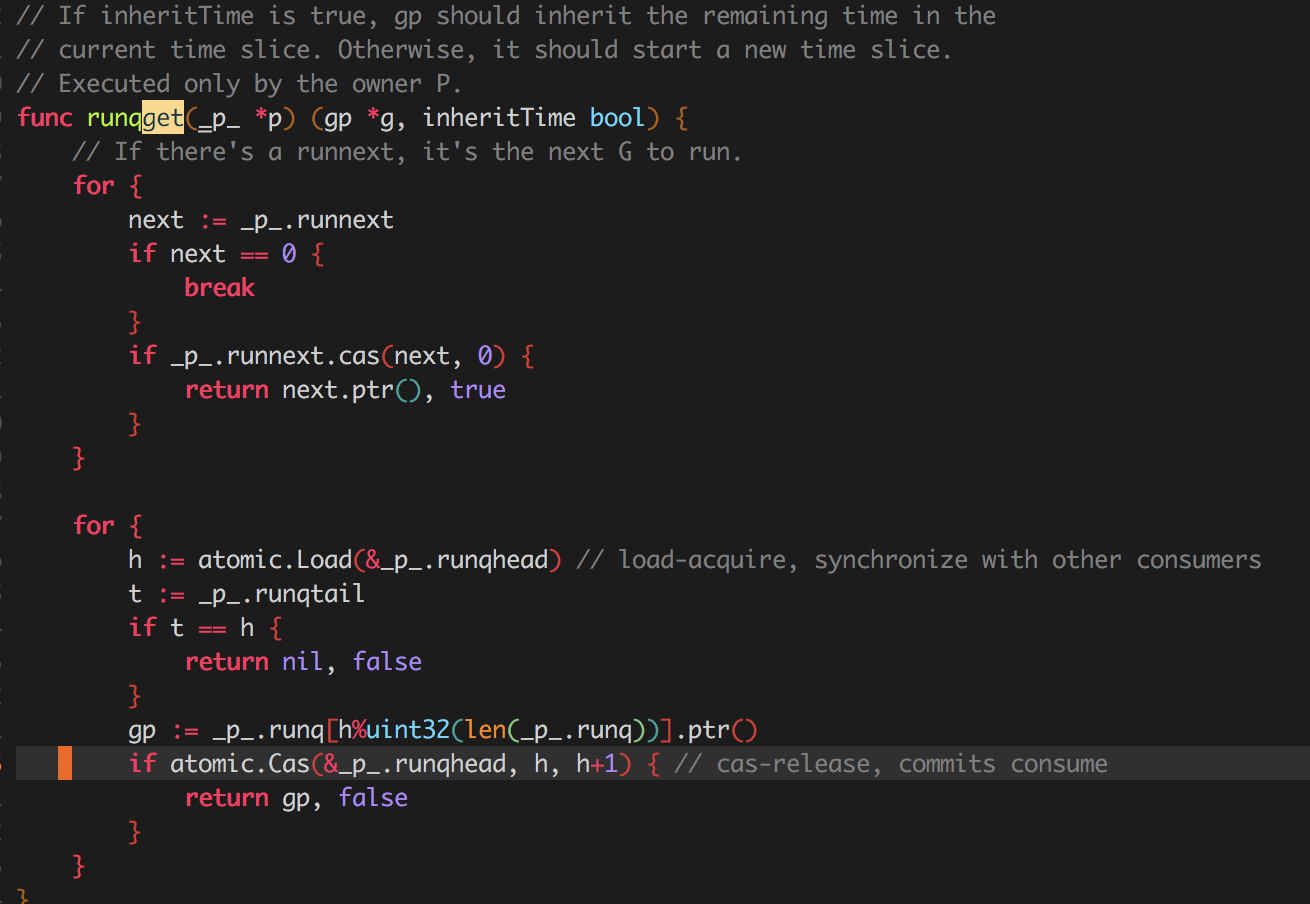 // If inheritTime is true, gp should inherit the remaining time in the
// current time slice. Otherwise, it should start a new time slice.
// Executed only by the owner P.
func runqget(_p_ *p) (gp *g, inheritTime bool) {
    // If there's a runnext, it's the next G to run.
    for {
        next := _p_.runnext
        if next == 0 {
            break
        }
        if _p_.runnext.cas(next, 0) {
            return next.ptr(), true
        }
    }

    for {
        h := atomic.Load(&_p_.runqhead) // load-acquire, synchronize with other consumers
        t := _p_.runqtail
        if t == h {
            return nil, false
        }
        gp := _p_.runq[h%uint32(len(_p_.runq))].ptr()
        if atomic.Cas(&_p_.runqhead, h, h+1) { // cas-release, commits consume
            return gp, false
        }
    }
}